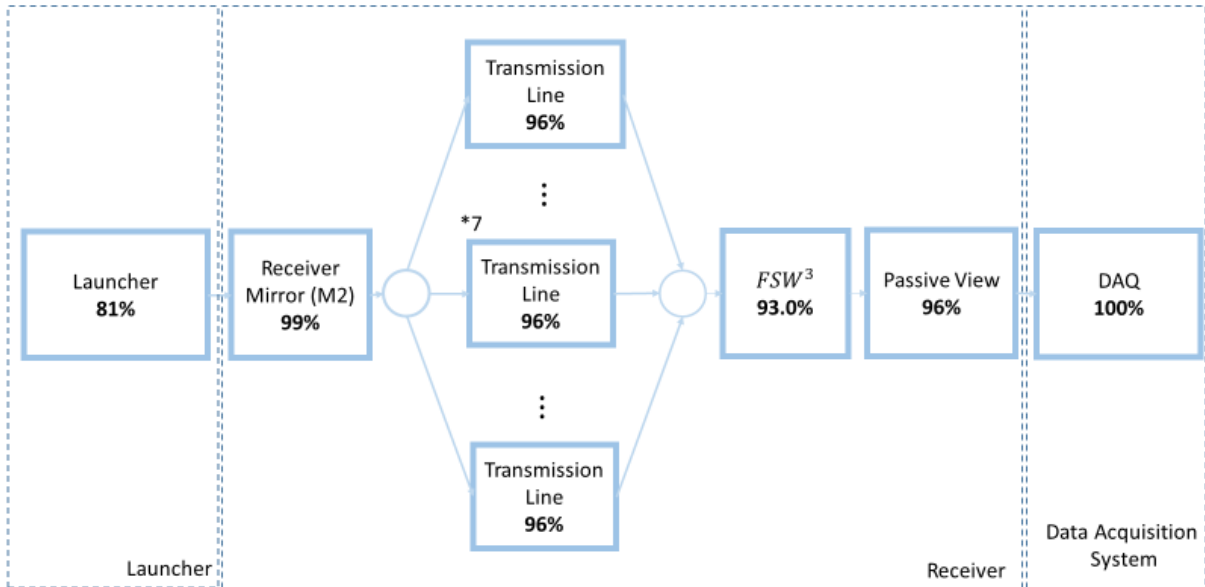 Transmission
Line
96%
⋮
*7
Launcher
81%
Receiver
Mirror (M2)
99%
Transmission
Line
96%
FSW³
93.0%
Passive View
96%
DAQ
100%
⋮
Transmission
Line
96%
Launcher
Receiver
Data Acquisition
System